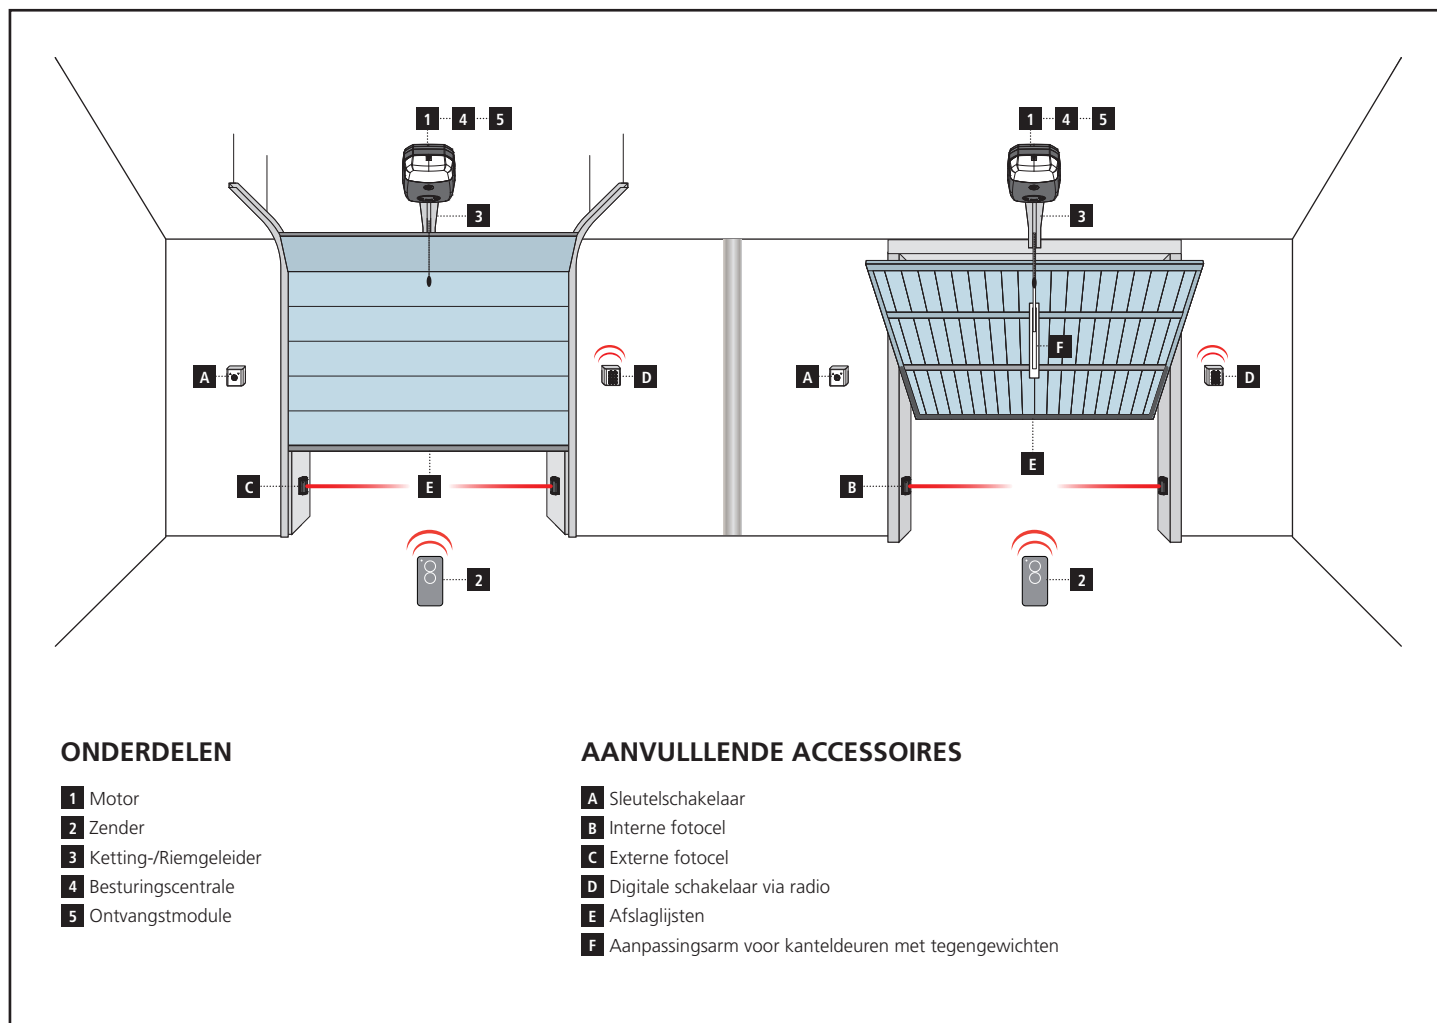 1 4 5
1 4 5
3
3
F
A
D
A
D
E
C
E
B
2
2
ONDERDELEN
1 Motor
2 Zender
3 Ketting-/Riemgeleider
4 Besturingscentrale
5 Ontvangstmodule
AANVULLLENDE ACCESSOIRES
A Sleutelschakelaar
B Interne fotocel
C Externe fotocel
D Digitale schakelaar via radio
E Afslaglijsten
F Aanpassingsarm voor kanteldeuren met tegengewichten